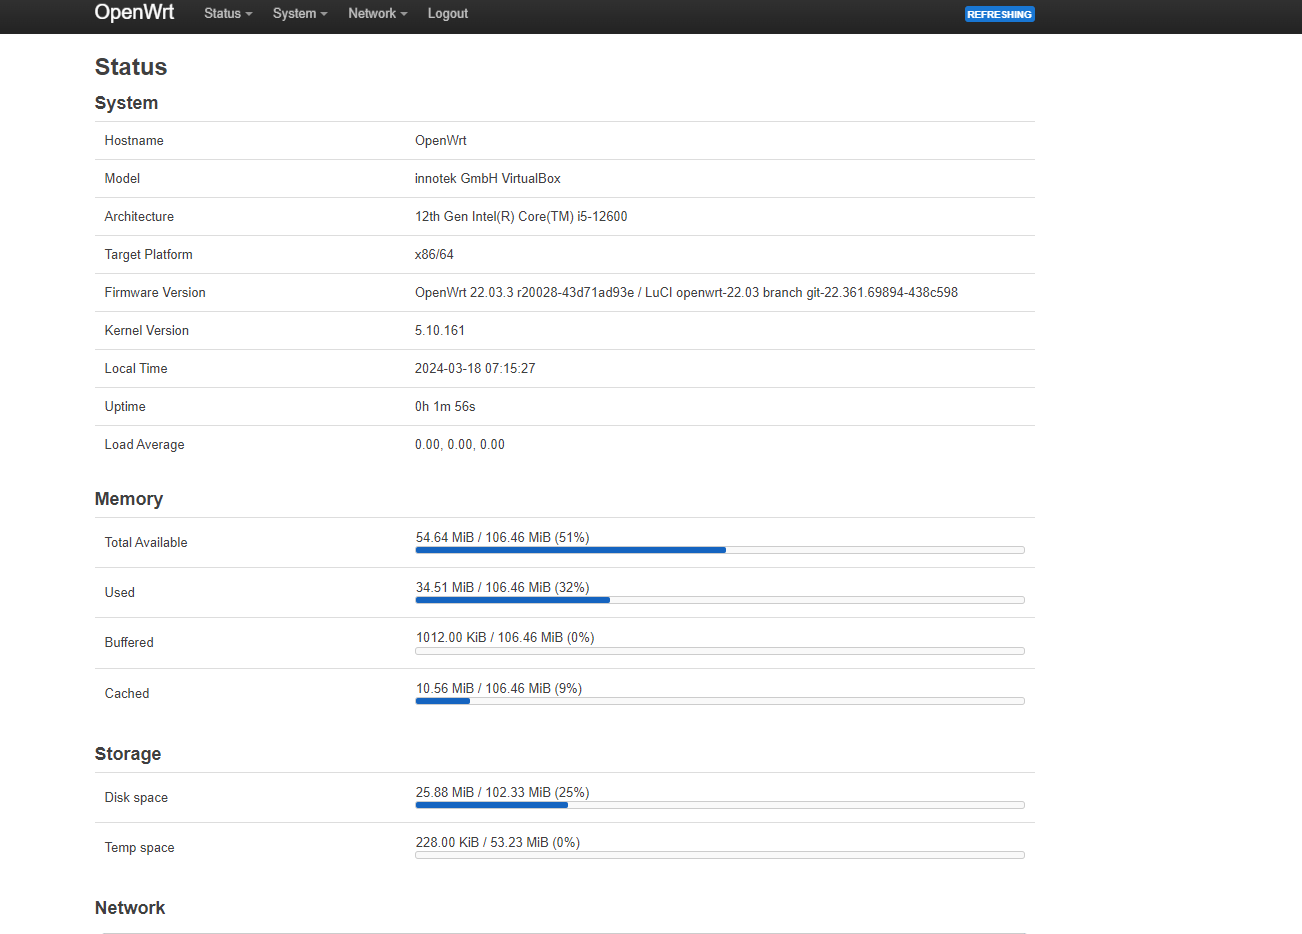 OpenWrt Status System Network Logout REFRESHING
Status
System
Hostname OpenWrt
Model innotek GmbH VirtualBox
Architecture 12th Gen Intel(R) Core(TM) i5-12600
Target Platform x86/64
Firmware Version OpenWrt 22.03.3 r20028-43d71ad93e / LuCI openwrt-22.03 branch git-22.361.69894-438c598
Kernel Version 5.10.161
Local Time 2024-03-18 07:15:27
Uptime 0h 1m 56s
Load Average 0.00, 0.00, 0.00
Memory
Total Available 54.64 MiB / 106.46 MiB (51%)
Used 34.51 MiB / 106.46 MiB (32%)
Buffered 1012.00 KiB / 106.46 MiB (0%)
Cached 10.56 MiB / 106.46 MiB (9%)
Storage
Disk space 25.88 MiB / 102.33 MiB (25%)
Temp space 228.00 KiB / 53.23 MiB (0%)
Network